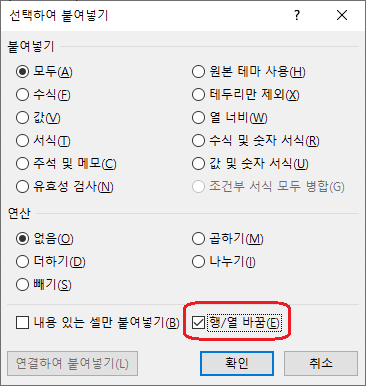 선택하여 붙여넣기 ? ×
붙여넣기
모두(A) 원본 테마 사용(H)
수식(F) 테두리만 제외(X)
값(V) 열 너비(W)
서식(T) 수식 및 숫자 서식(R)
주석 및 메모(C) 값 및 숫자 서식(U)
유효성 검사(N) 조건부 서식 모두 병합(G)
연산
없음(O) 곱하기(M)
더하기(D) 나누기(I)
빼기(S)
내용 있는 셀만 붙여넣기(B) 행/열 바꿈(E)
연결하여 붙여넣기(L) 확인 취소